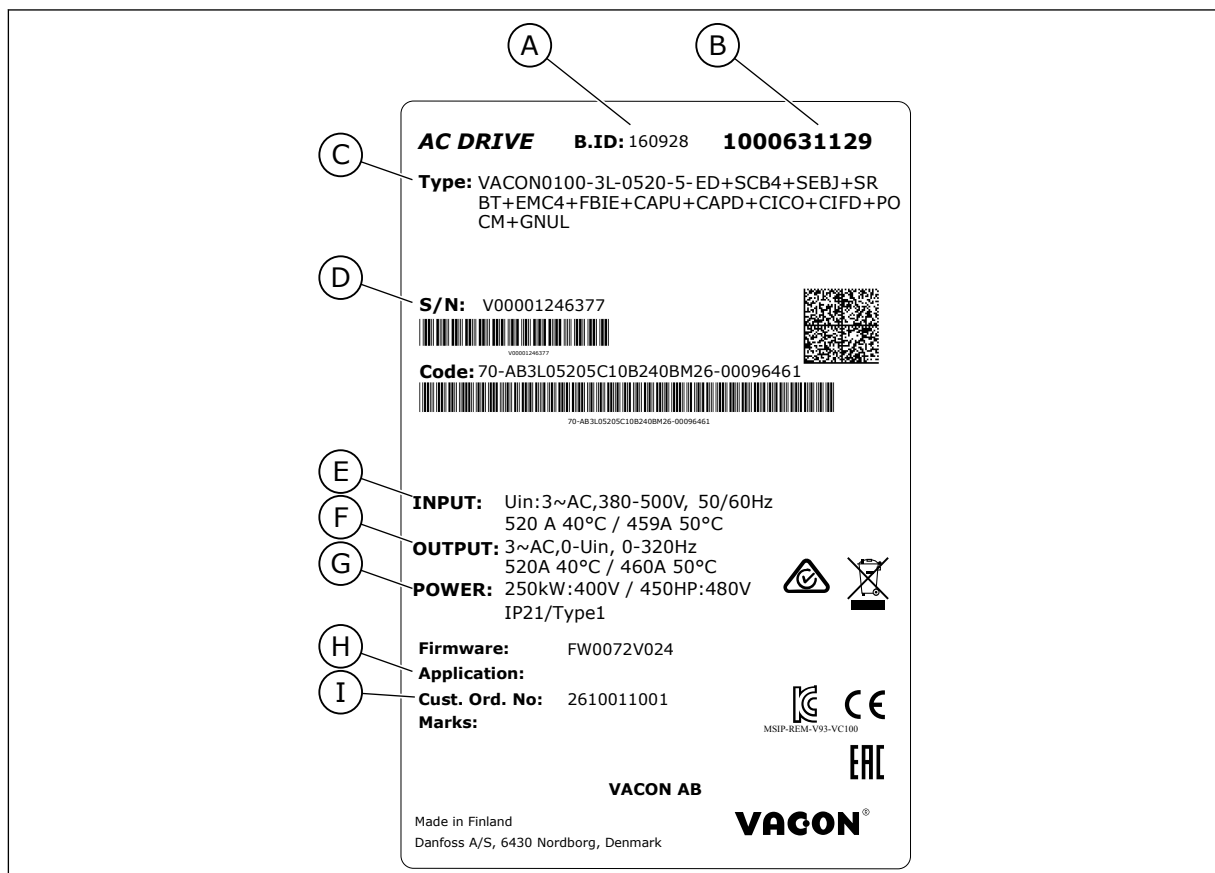 A
B
AC DRIVE B.ID: 160928 1000631129
C
Type: VACON0100-3L-0520-5-ED+SCB4+SEBJ+SR
BT+EMC4+FBIE+CAPU+CAPD+CICO+CIFD+PO
CM+GNUL
D
S/N: V00001246377
V00001246377
Code: 70-AB3L05205C10B240BM26-00096461
70-AB3L05205C10B240BM26-00096461
E
INPUT: Uin:3~AC,380-500V, 50/60Hz
520 A 40°C / 459A 50°C
F
OUTPUT: 3~AC,0-Uin, 0-320Hz
520A 40°C / 460A 50°C
G
POWER: 250kW:400V / 450HP:480V
IP21/Type1
Firmware: FW0072V024
H
Application:
I
Cust. Ord. No: 2610011001
Marks:
KC CE
MSIP-REM-V93-VC100
EAC
VACON AB
Made in Finland
VACON®
Danfoss A/S, 6430 Nordborg, Denmark